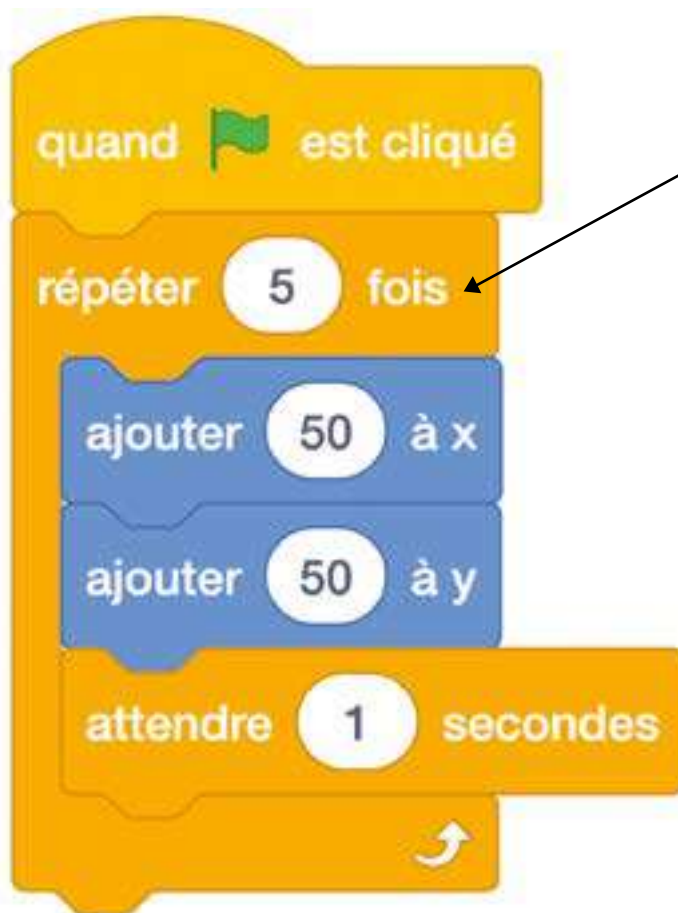 quand est cliqué
répéter 5 fois
ajouter 50 à x
ajouter 50 à y
attendre 1 secondes